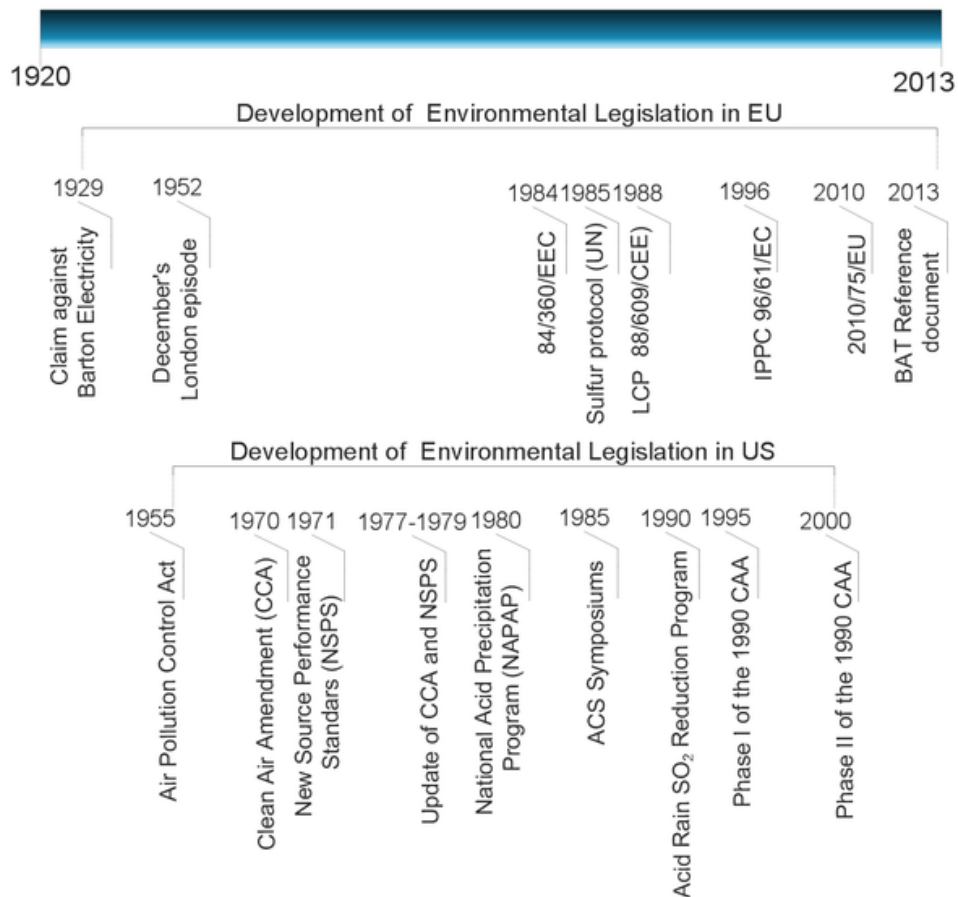 1920
2013
Development of Environmental Legislation in EU
1929
Claim against
Barton Electricity
1952
December's
London episode
1984
84/360/EEC
1985
Sulfur protocol (UN)
1988
LCP 88/609/CEE
1996
IPPC 96/61/EC
2010
2010/75/EU
2013
BAT Reference
document
Development of Environmental Legislation in US
1955
Air Pollution Control Act
1970
Clean Air Amendment (CCA)
1971
New Source Performance
Standars (NSPS)
1977-1979
Update of CCA and NSPS
1980
National Acid Precipitation
Program (NAPAP)
1985
ACS Symposiums
1990
Acid Rain SO₂ Reduction Program
1995
Phase I of the 1990 CAA
2000
Phase II of the 1990 CAA